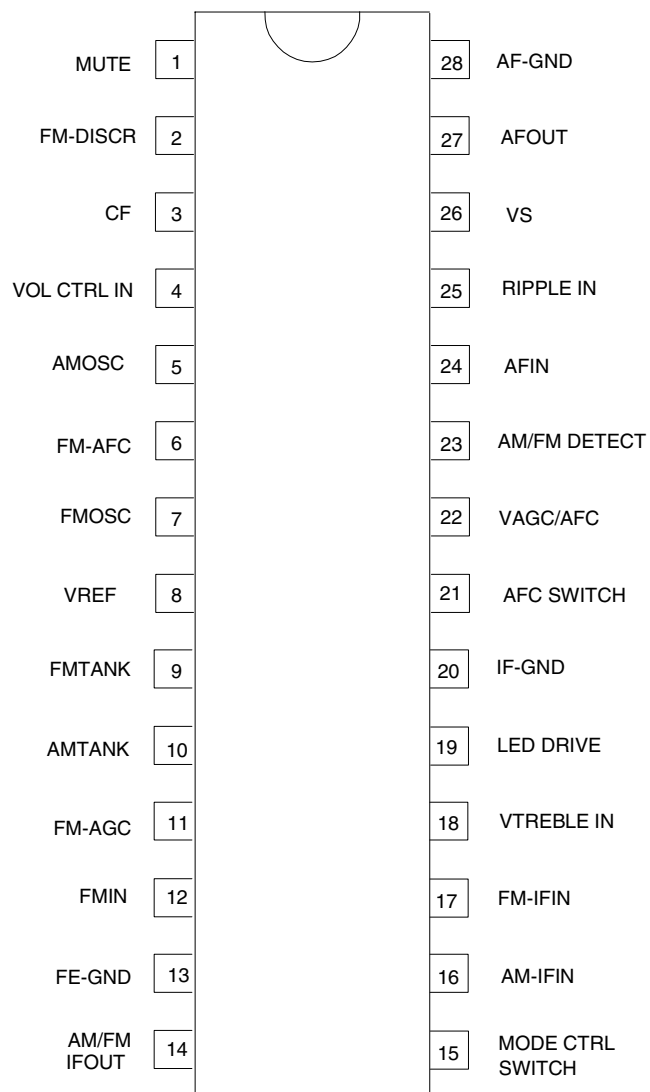 MUTE 1 28 AF-GND
FM-DISCR 2 27 AFOUT
CF 3 26 VS
VOL CTRL IN 4 25 RIPPLE IN
AMOSC 5 24 AFIN
FM-AFC 6 23 AM/FM DETECT
FMOSC 7 22 VAGC/AFC
VREF 8 21 AFC SWITCH
FMTANK 9 20 IF-GND
AMTANK 10 19 LED DRIVE
FM-AGC 11 18 VTREBLE IN
FMIN 12 17 FM-IFIN
FE-GND 13 16 AM-IFIN
AM/FM
IFOUT 14 15 MODE CTRL
SWITCH